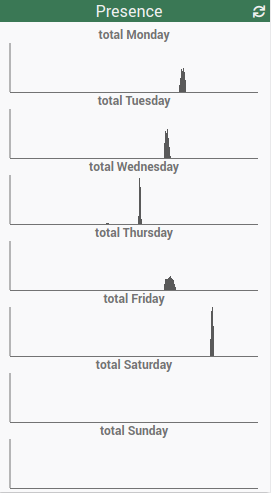 Presence
total Monday
total Tuesday
total Wednesday
total Thursday
total Friday
total Saturday
total Sunday